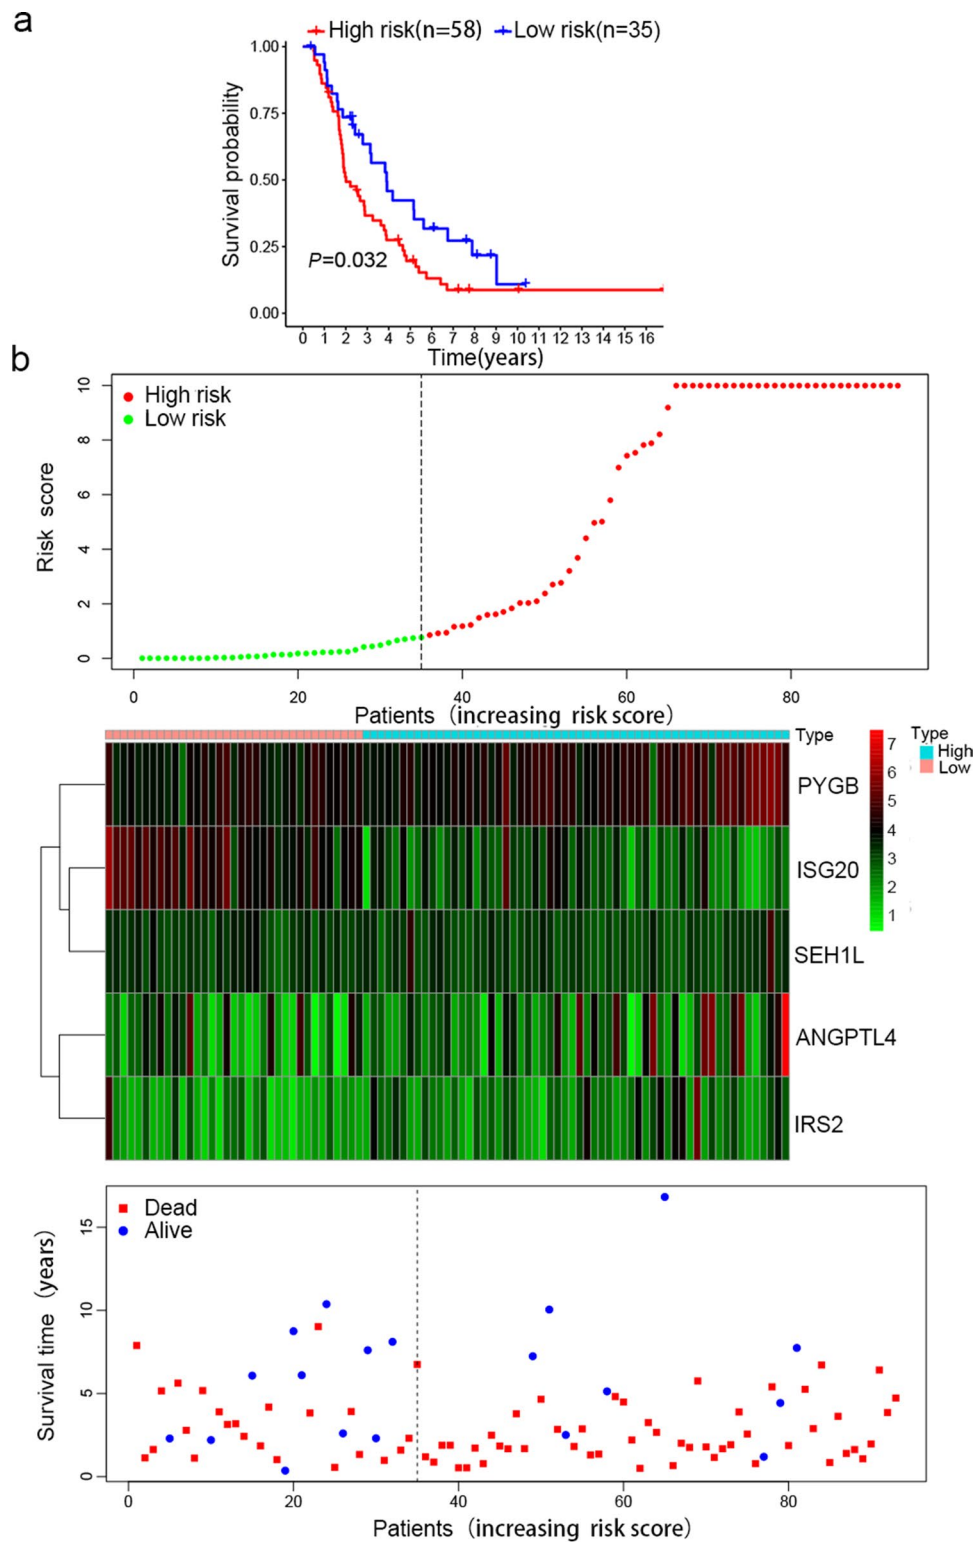 a
High risk(n=58) Low risk(n=35)
1.00
0.75
0.50
0.25
0.00
Survival probability
P=0.032
0 1 2 3 4 5 6 7 8 9 10 11 12 13 14 15 16
Time(years)
b
High risk
Low risk
10
8
6
4
2
0
Risk score
0 20 40 60 80
Patients (increasing risk score)
Type
PYGB
ISG20
SEH1L
ANGPTL4
IRS2
7
6
5
4
3
2
1
Type
High
Low
Dead
Alive
15
10
5
0
Survival time (years)
0 20 40 60 80
Patients (increasing risk score)